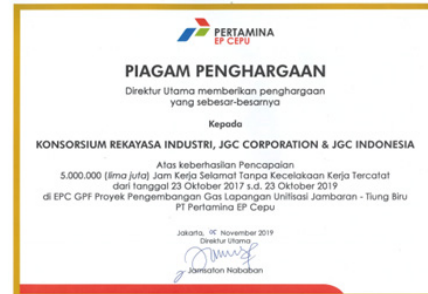 PERTAMINA
EP CEPU
PIAGAM PENGHARGAAN
Direktur Utama memberikan penghargaan
yang sebesar-besarnya
Kepada
KONSORSIUM REKAYASA INDUSTRI, JGC CORPORATION & JGC INDONESIA
Atas keberhasilan Pencapaian
5.000.000 (lima juta) Jam Kerja Selamat Tanpa Kecelakaan Kerja Tercatat
dari tanggal 23 Oktober 2017 s.d. 23 Oktober 2019
di EPC GPF Proyek Pengembangan Gas Lapangan Unitisasi Jambaran - Tiung Biru
PT Pertamina EP Cepu
Jakarta, November 2019
Direktur Utama
Jamsaton Nababan